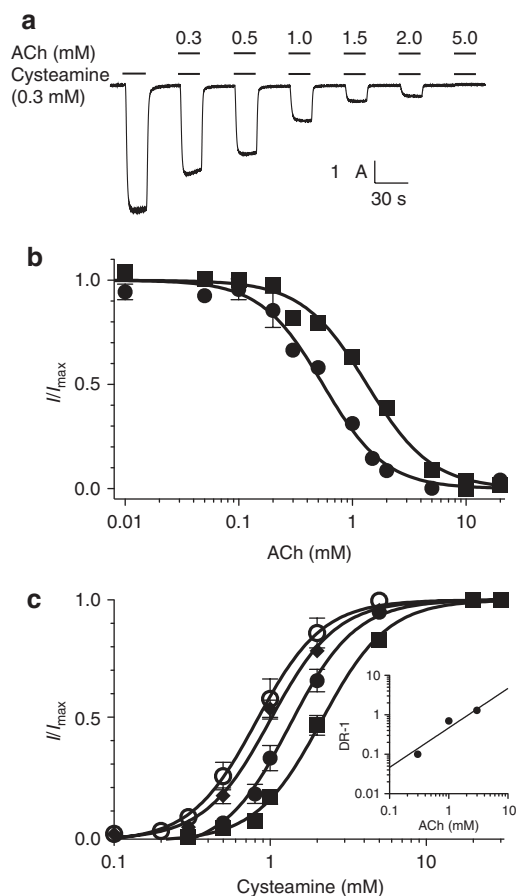 a
ACh (mM) 0.3 0.5 1.0 1.5 2.0 5.0
Cysteamine
(0.3 mM)
1 A
30 s
b
I/Imax
1.0
0.5
0.0
0.01 0.1 1 10
ACh (mM)
c
I/Imax
1.0
0.5
0.0
0.1 1 10
Cysteamine (mM)
DR-1
10
1
0.1
0.01
0.1 1 10
ACh (mM)